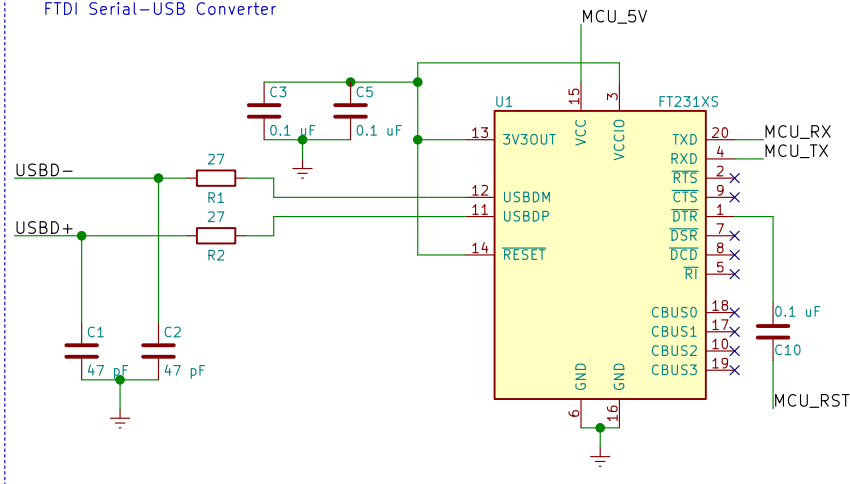 FTDI Serial-USB Converter
MCU_5V
C3
C5
0.1 uF
0.1 uF
U1
FT231XS
15
3
VCC
VCCIO
13
3V3OUT
TXD
20
MCU_RX
RXD
4
MCU_TX
RTS
2
CTS
9
DTR
1
DSR
7
DCD
8
RI
5
USBD-
27
R1
12
USBDM
USBD+
27
R2
11
USBDP
14
RESET
CBUS0
18
CBUS1
17
CBUS2
10
CBUS3
19
0.1 uF
C10
MCU_RST
C1
47 pF
C2
47 pF
GND
GND
6
16